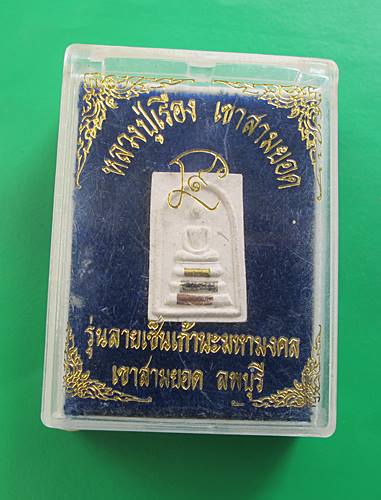 หลวงปู่เรือง เขาสามยอด
รุ่นลายเซ็นเก้านะมหามงคล
เขาสามยอด ลพบุรี